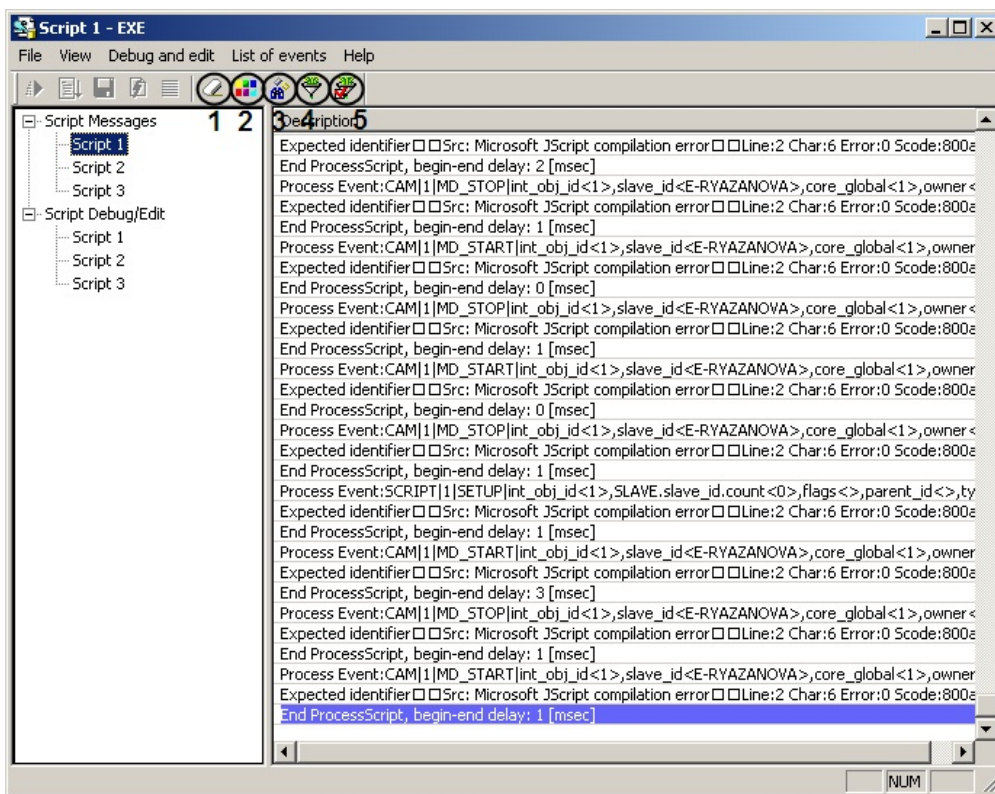 Script 1 - EXE
File View Debug and edit List of events Help
1 2 3 4 5
Description
Script Messages
Script 1
Script 2
Script 3
Script Debug/Edit
Script 1
Script 2
Script 3
Expected identifier□□Src: Microsoft JScript compilation error□□Line:2 Char:6 Error:0 Scode:800a
End ProcessScript, begin-end delay: 2 [msec]
Process Event:CAM|1|MD_STOP|int_obj_id<1>,slave_id<E-RYAZANOVA>,core_global<1>,owner<
Expected identifier□□Src: Microsoft JScript compilation error□□Line:2 Char:6 Error:0 Scode:800a
End ProcessScript, begin-end delay: 1 [msec]
Process Event:CAM|1|MD_START|int_obj_id<1>,slave_id<E-RYAZANOVA>,core_global<1>,owner
Expected identifier□□Src: Microsoft JScript compilation error□□Line:2 Char:6 Error:0 Scode:800a
End ProcessScript, begin-end delay: 0 [msec]
Process Event:CAM|1|MD_STOP|int_obj_id<1>,slave_id<E-RYAZANOVA>,core_global<1>,owner<
Expected identifier□□Src: Microsoft JScript compilation error□□Line:2 Char:6 Error:0 Scode:800a
End ProcessScript, begin-end delay: 1 [msec]
Process Event:CAM|1|MD_START|int_obj_id<1>,slave_id<E-RYAZANOVA>,core_global<1>,owner
Expected identifier□□Src: Microsoft JScript compilation error□□Line:2 Char:6 Error:0 Scode:800a
End ProcessScript, begin-end delay: 0 [msec]
Process Event:CAM|1|MD_STOP|int_obj_id<1>,slave_id<E-RYAZANOVA>,core_global<1>,owner<
Expected identifier□□Src: Microsoft JScript compilation error□□Line:2 Char:6 Error:0 Scode:800a
End ProcessScript, begin-end delay: 1 [msec]
Process Event:SCRIPT|1|SETUP|int_obj_id<1>,SLAVE.slave_id.count<0>,flags<>,parent_id<>,ty
Expected identifier□□Src: Microsoft JScript compilation error□□Line:2 Char:6 Error:0 Scode:800a
End ProcessScript, begin-end delay: 1 [msec]
Process Event:CAM|1|MD_START|int_obj_id<1>,slave_id<E-RYAZANOVA>,core_global<1>,owner
Expected identifier□□Src: Microsoft JScript compilation error□□Line:2 Char:6 Error:0 Scode:800a
End ProcessScript, begin-end delay: 3 [msec]
Process Event:CAM|1|MD_STOP|int_obj_id<1>,slave_id<E-RYAZANOVA>,core_global<1>,owner<
Expected identifier□□Src: Microsoft JScript compilation error□□Line:2 Char:6 Error:0 Scode:800a
End ProcessScript, begin-end delay: 1 [msec]
Process Event:CAM|1|MD_START|int_obj_id<1>,slave_id<E-RYAZANOVA>,core_global<1>,owner
Expected identifier□□Src: Microsoft JScript compilation error□□Line:2 Char:6 Error:0 Scode:800a
End ProcessScript, begin-end delay: 1 [msec]
NUM